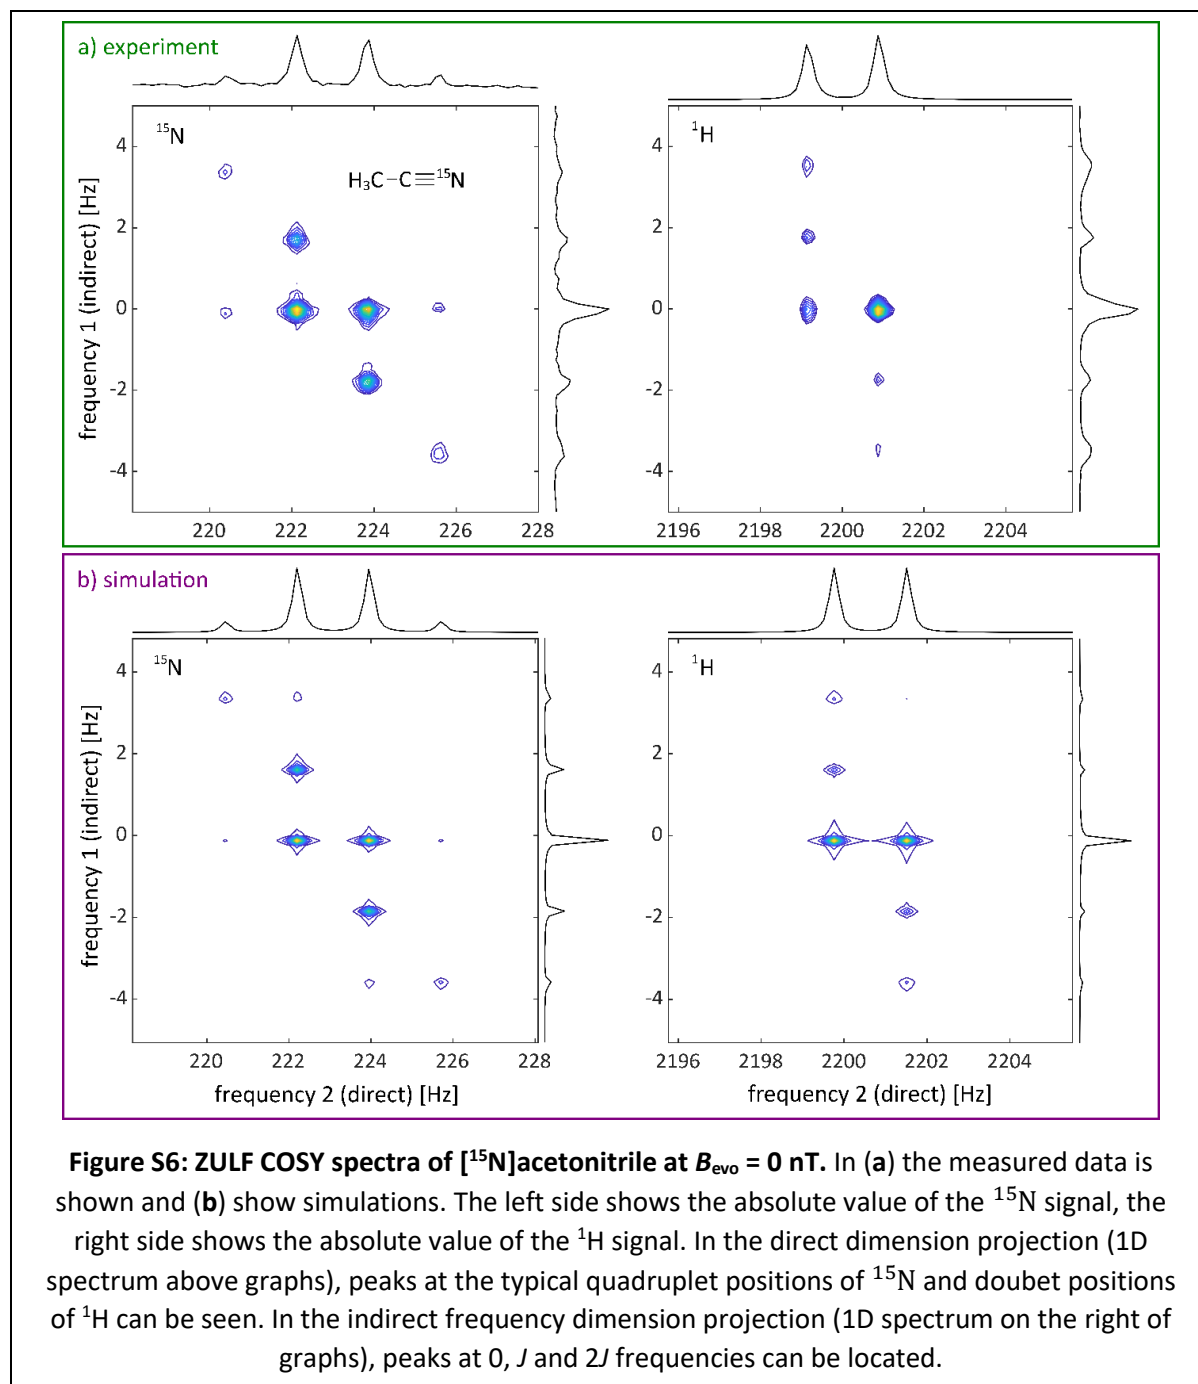 a) experiment
¹⁵N
¹H
H₃C−C≡¹⁵N
frequency 1 (indirect) [Hz]
4
2
0
-2
-4
4
2
0
-2
-4
220 222 224 226 228
2196 2198 2200 2202 2204
b) simulation
¹⁵N
¹H
frequency 1 (indirect) [Hz]
4
2
0
-2
-4
4
2
0
-2
-4
220 222 224 226 228
2196 2198 2200 2202 2204
frequency 2 (direct) [Hz]
frequency 2 (direct) [Hz]
Figure S6: ZULF COSY spectra of [¹⁵N]acetonitrile at Bevo = 0 nT. In (a) the measured data is
shown and (b) show simulations. The left side shows the absolute value of the ¹⁵N signal, the
right side shows the absolute value of the ¹H signal. In the direct dimension projection (1D
spectrum above graphs), peaks at the typical quadruplet positions of ¹⁵N and doubet positions
of ¹H can be seen. In the indirect frequency dimension projection (1D spectrum on the right of
graphs), peaks at 0, J and 2J frequencies can be located.